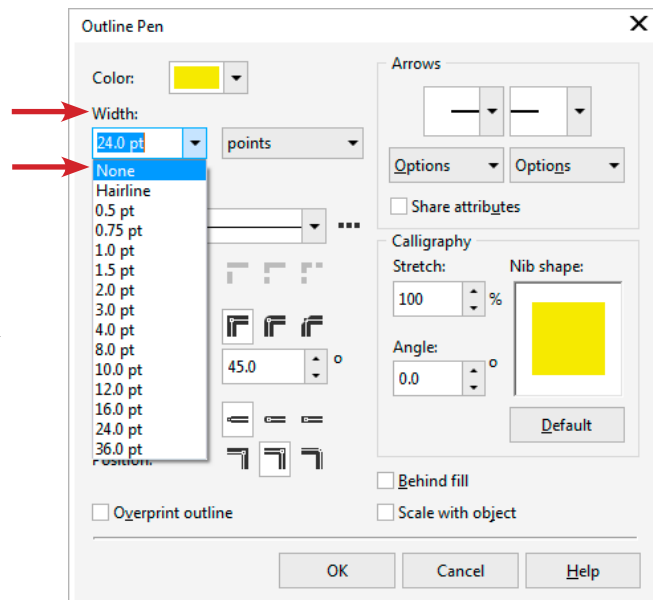 Outline Pen
Color:
Width:
24.0 pt
points
None
Hairline
0.5 pt
0.75 pt
1.0 pt
1.5 pt
2.0 pt
3.0 pt
4.0 pt
8.0 pt
10.0 pt
12.0 pt
16.0 pt
24.0 pt
36.0 pt
45.0 °
Position:
Overprint outline
Arrows
Options
Options
Share attributes
Calligraphy
Stretch:
Nib shape:
100 %
Angle:
0.0 °
Default
Behind fill
Scale with object
OK
Cancel
Help